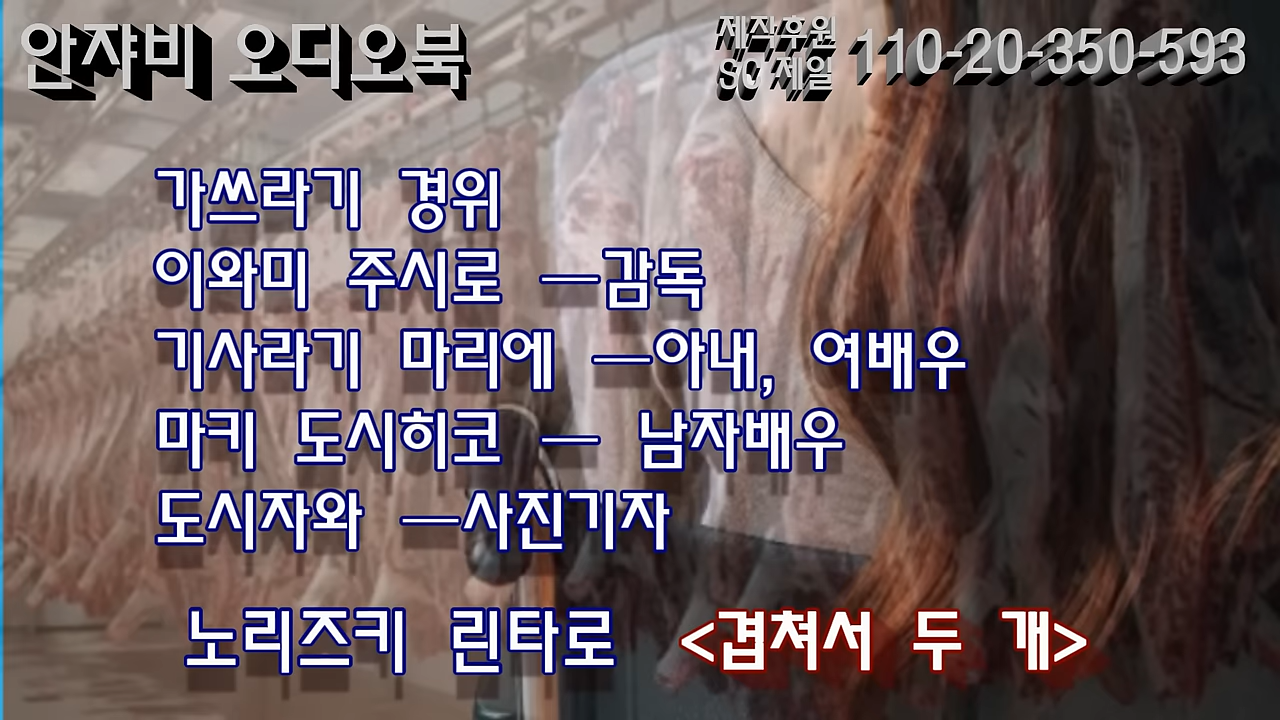 안쟈비 오디오북
제작후원
SC 제일
110-20-350-593
가쓰라기 경위
이와미 주시로 —감독
기사라기 마리에 —아내, 여배우
마키 도시히코 — 남자배우
도시자와 —사진기자
노리즈키 린타로 <겹쳐서 두 개>